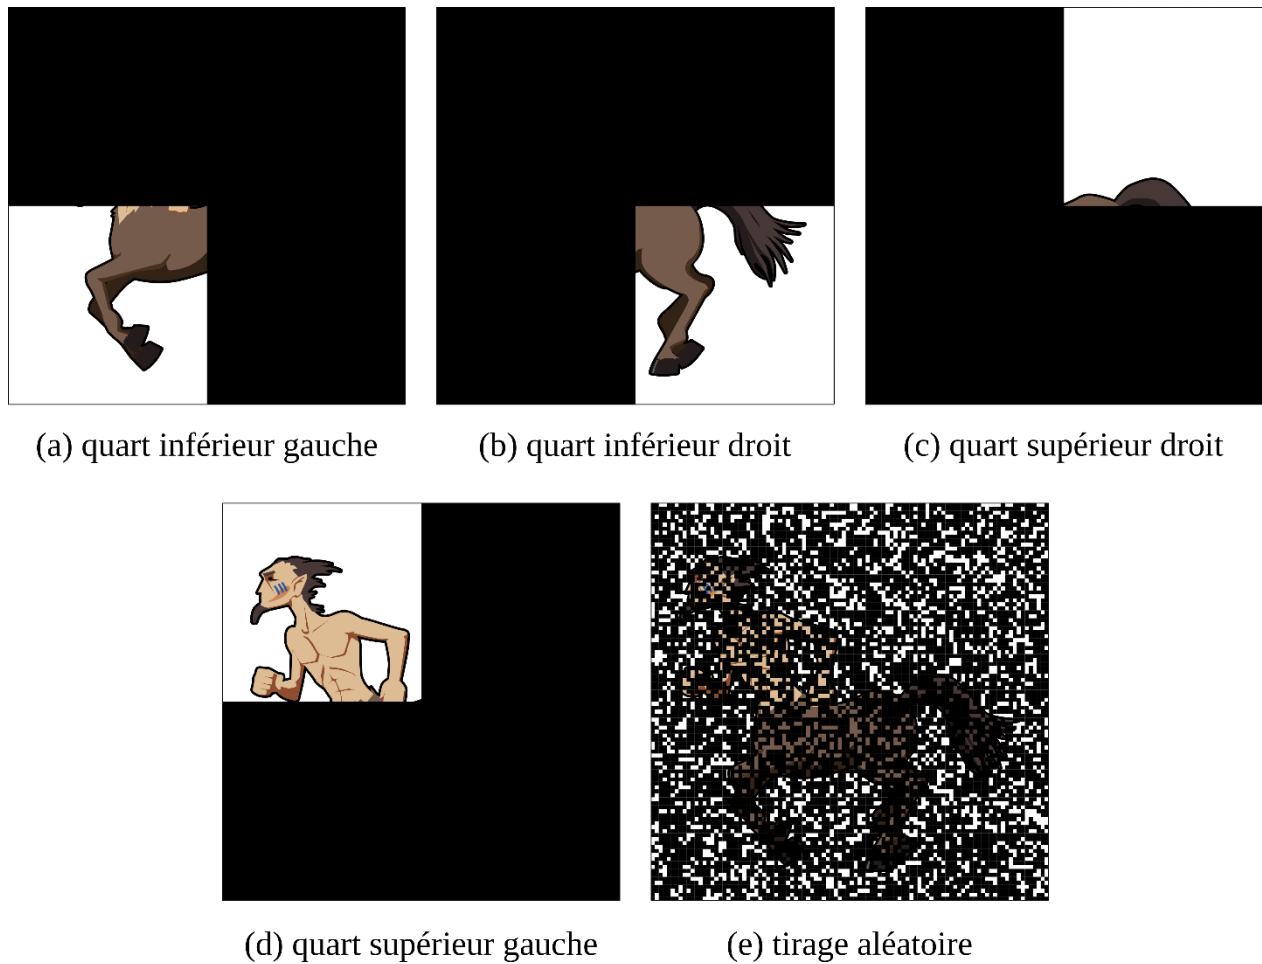 (a) quart inférieur gauche
(b) quart inférieur droit
(c) quart supérieur droit
(d) quart supérieur gauche
(e) tirage aléatoire